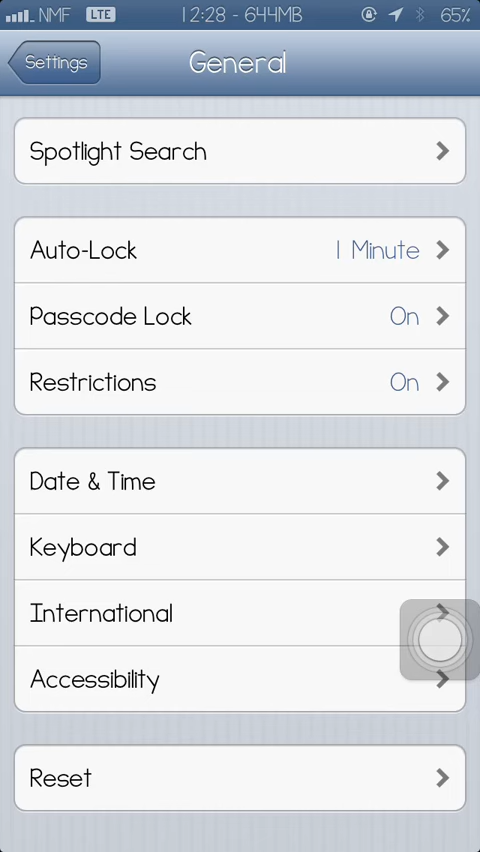 NMF LTE 12:28 - 644MB 65%
Settings General
Spotlight Search
Auto-Lock 1 Minute
Passcode Lock On
Restrictions On
Date & Time
Keyboard
International
Accessibility
Reset